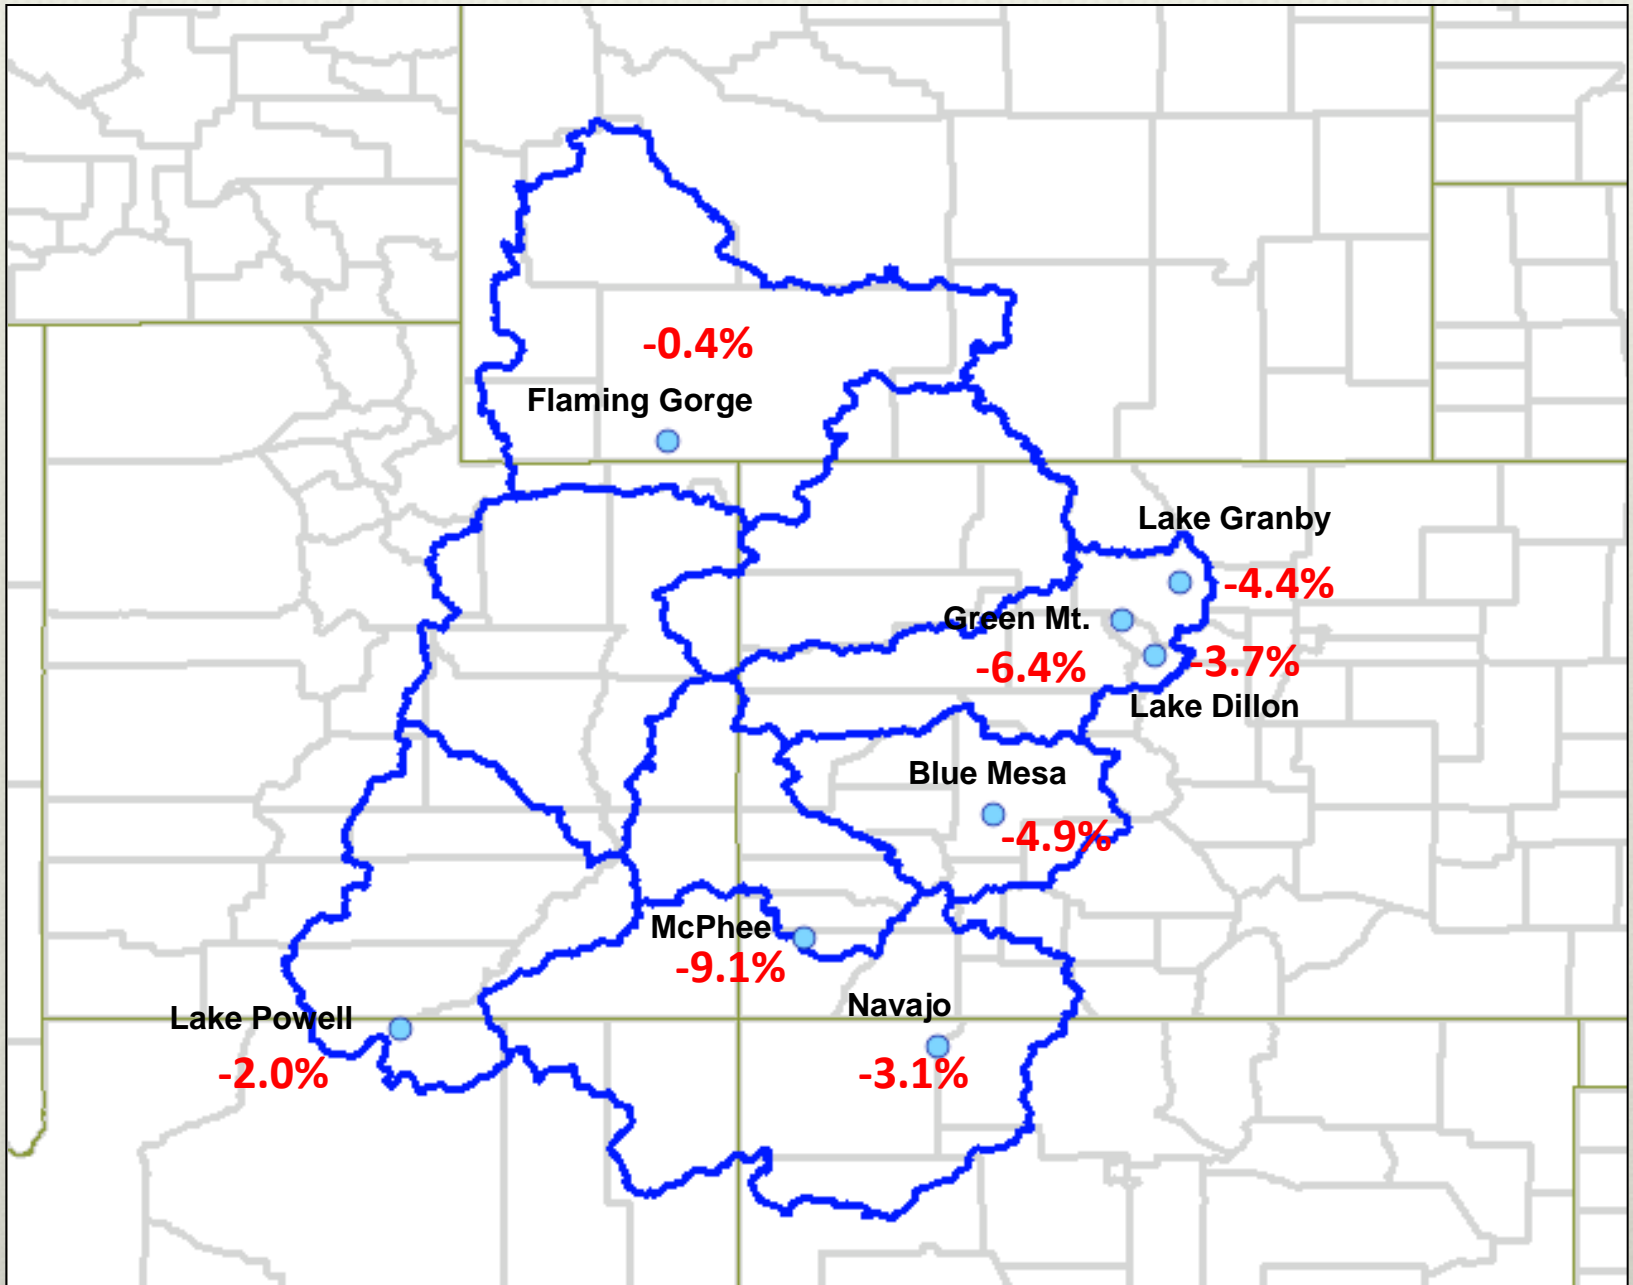 -0.4%
Flaming Gorge
Lake Granby
-4.4%
Green Mt.
-6.4%
-3.7%
Lake Dillon
Blue Mesa
-4.9%
McPhee
-9.1%
Navajo
-3.1%
Lake Powell
-2.0%